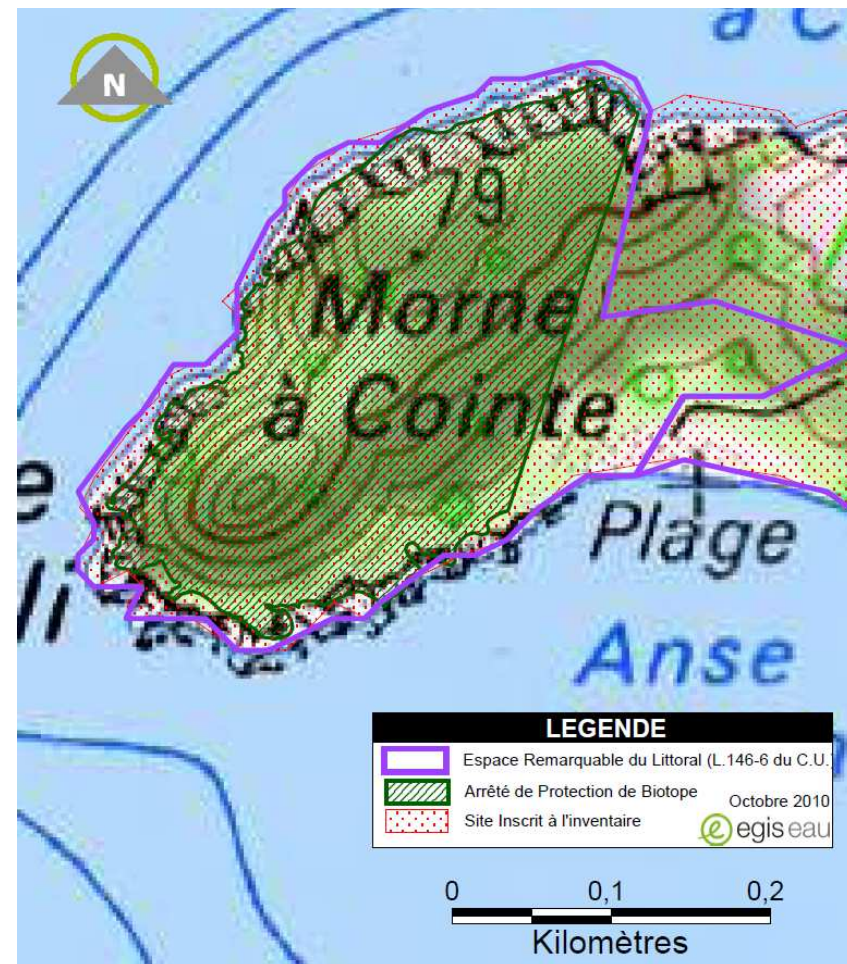 à C
N
79
Morne
à Cointe
e
li
Plage
Anse
LEGENDE
Espace Remarquable du Littoral (L.146-6 du C.U.)
Arrêté de Protection de Biotope
Octobre 2010
Site Inscrit à l'inventaire
egis eau
0 0,1 0,2
Kilomètres